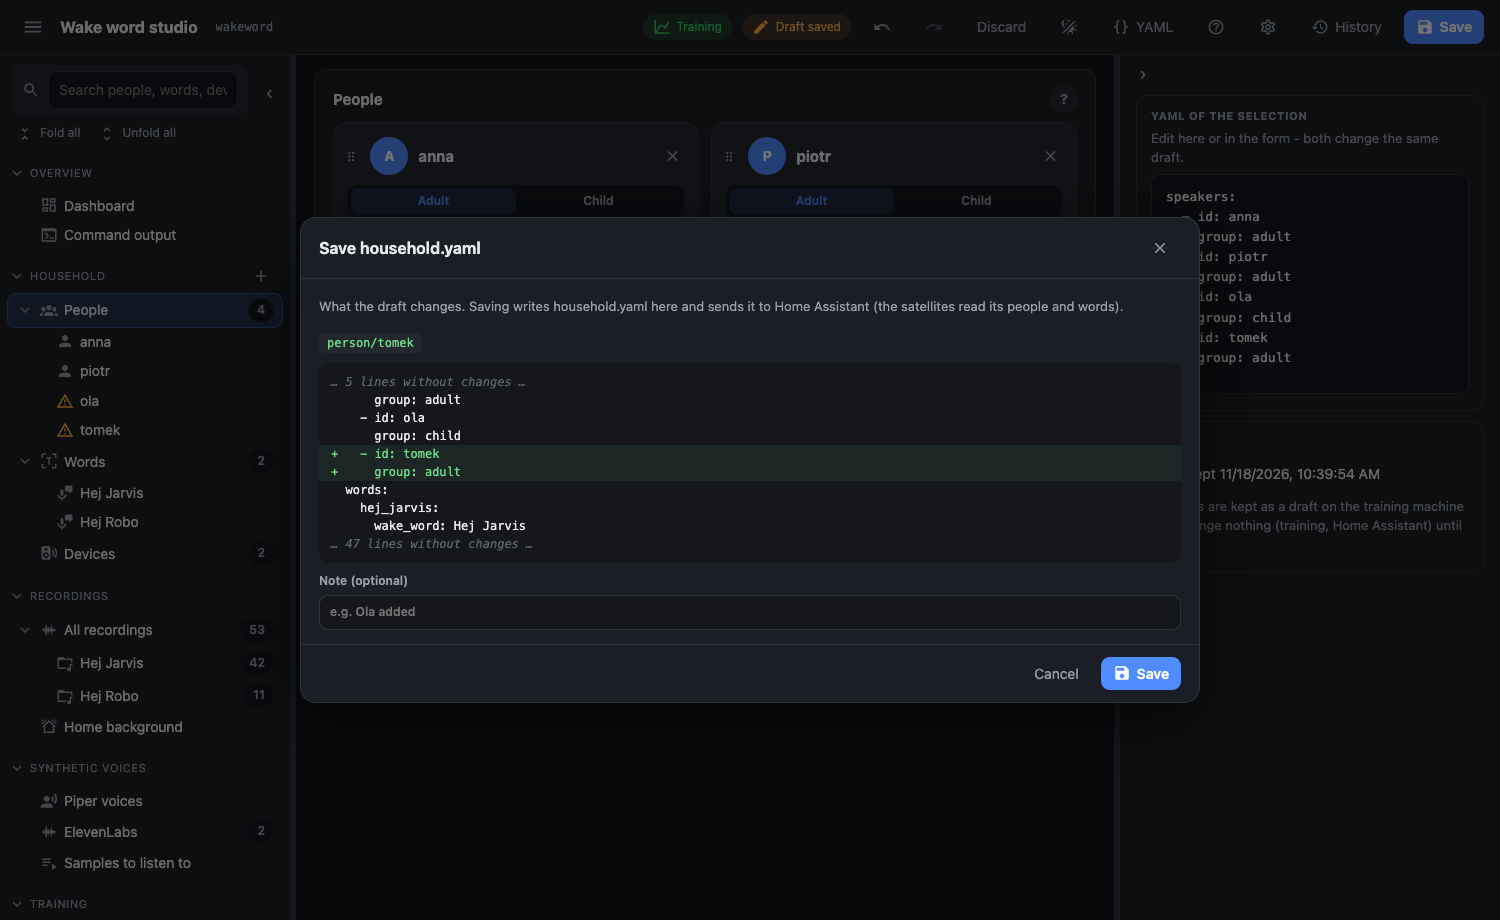 Wake word studio
wakeword
Training
Draft saved
Discard
{} YAML
History
Save
Search people, words, dev
Fold all
Unfold all
OVERVIEW
Dashboard
Command output
HOUSEHOLD
People
4
anna
piotr
ola
tomek
Words
2
Hej Jarvis
Hej Robo
Devices
2
RECORDINGS
All recordings
53
Hej Jarvis
42
Hej Robo
11
Home background
SYNTHETIC VOICES
Piper voices
ElevenLabs
2
Samples to listen to
TRAINING
People
?
A
anna
Adult
Child
P
piotr
Adult
Child
Save household.yaml
What the draft changes. Saving writes household.yaml here and sends it to Home Assistant (the satellites read its people and words).
person/tomek
… 5 lines without changes …
group: adult
- id: ola
group: child
+ - id: tomek
+ group: adult
words:
hej_jarvis:
wake_word: Hej Jarvis
… 47 lines without changes …
Note (optional)
e.g. Ola added
Cancel
Save
YAML OF THE SELECTION
Edit here or in the form - both change the same
draft.
speakers:
- id: anna
group: adult
id: piotr
group: adult
id: ola
group: child
id: tomek
group: adult
11/18/2026, 10:39:54 AM
are kept as a draft on the training machine
nothing (training, Home Assistant) until